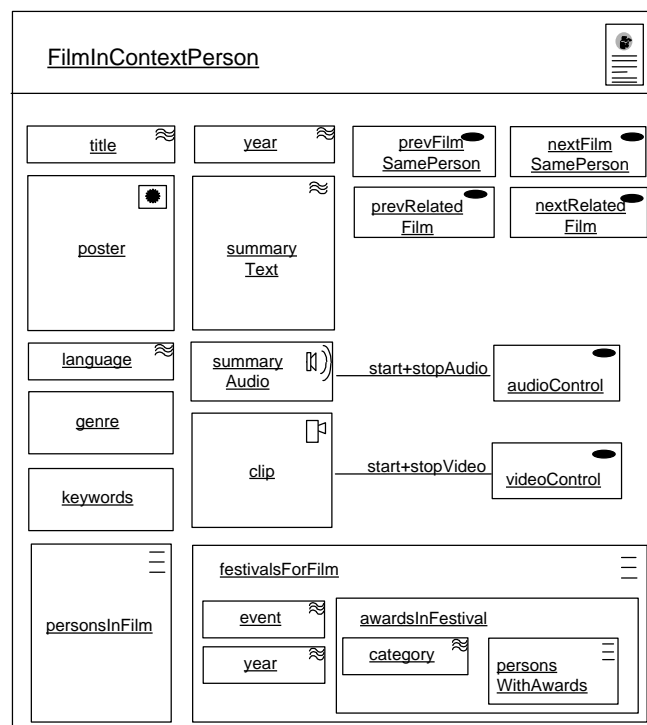 FilmInContextPerson
title
year
prevFilm
SamePerson
nextFilm
SamePerson
prevRelated
Film
nextRelated
Film
poster
summary
Text
language
summary
Audio
start+stopAudio
audioControl
genre
clip
start+stopVideo
videoControl
keywords
personsInFilm
festivalsForFilm
event
year
awardsInFestival
category
persons
WithAwards